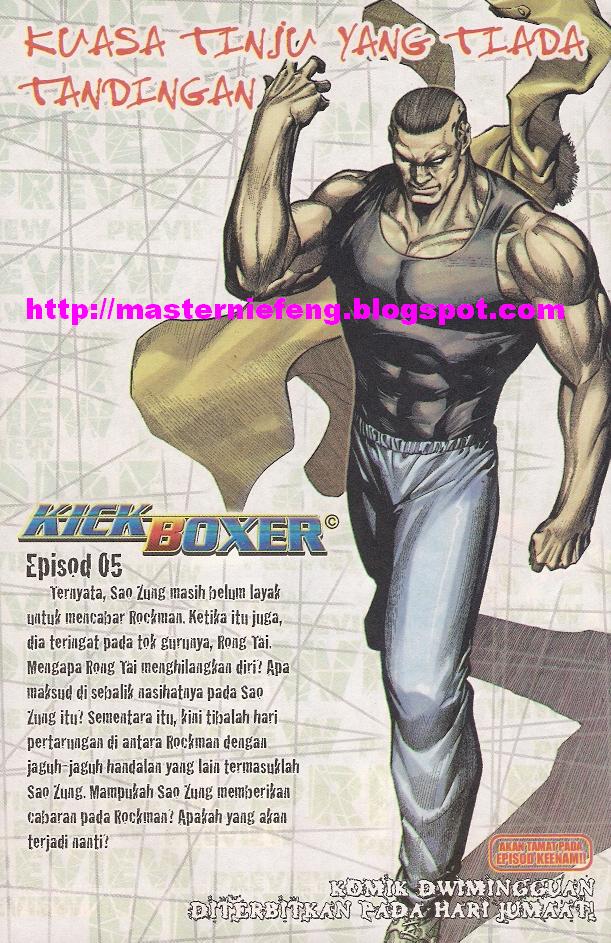 KUASA TINJU YANG TIADA
TANDINGAN
http://masterniefeng.blogspot.com
KICK BOXER©
Episod 05
Ternyata, Sao Zung masih belum layak
untuk mencabar Rockman. Ketika itu juga,
dia teringat pada tok gurunya, Rong Tai.
Mengapa Rong Tai menghilangkan diri? Apa
maksud di sebalik nasihatnya pada Sao
Zung itu? Sementara itu, kini tibalah hari
pertarungan di antara Rockman dengan
jaguh-jaguh handalan yang lain termasuklah
Sao Zung. Mampukah Sao Zung memberikan
cabaran pada Rockman? Apakah yang akan
terjadi nanti?
AKAN TAMAT PADA
EPISOD KEENAM!!
KOMIK DWIMINGGUAN
DITERBITKAN PADA HARI JUMAAT!